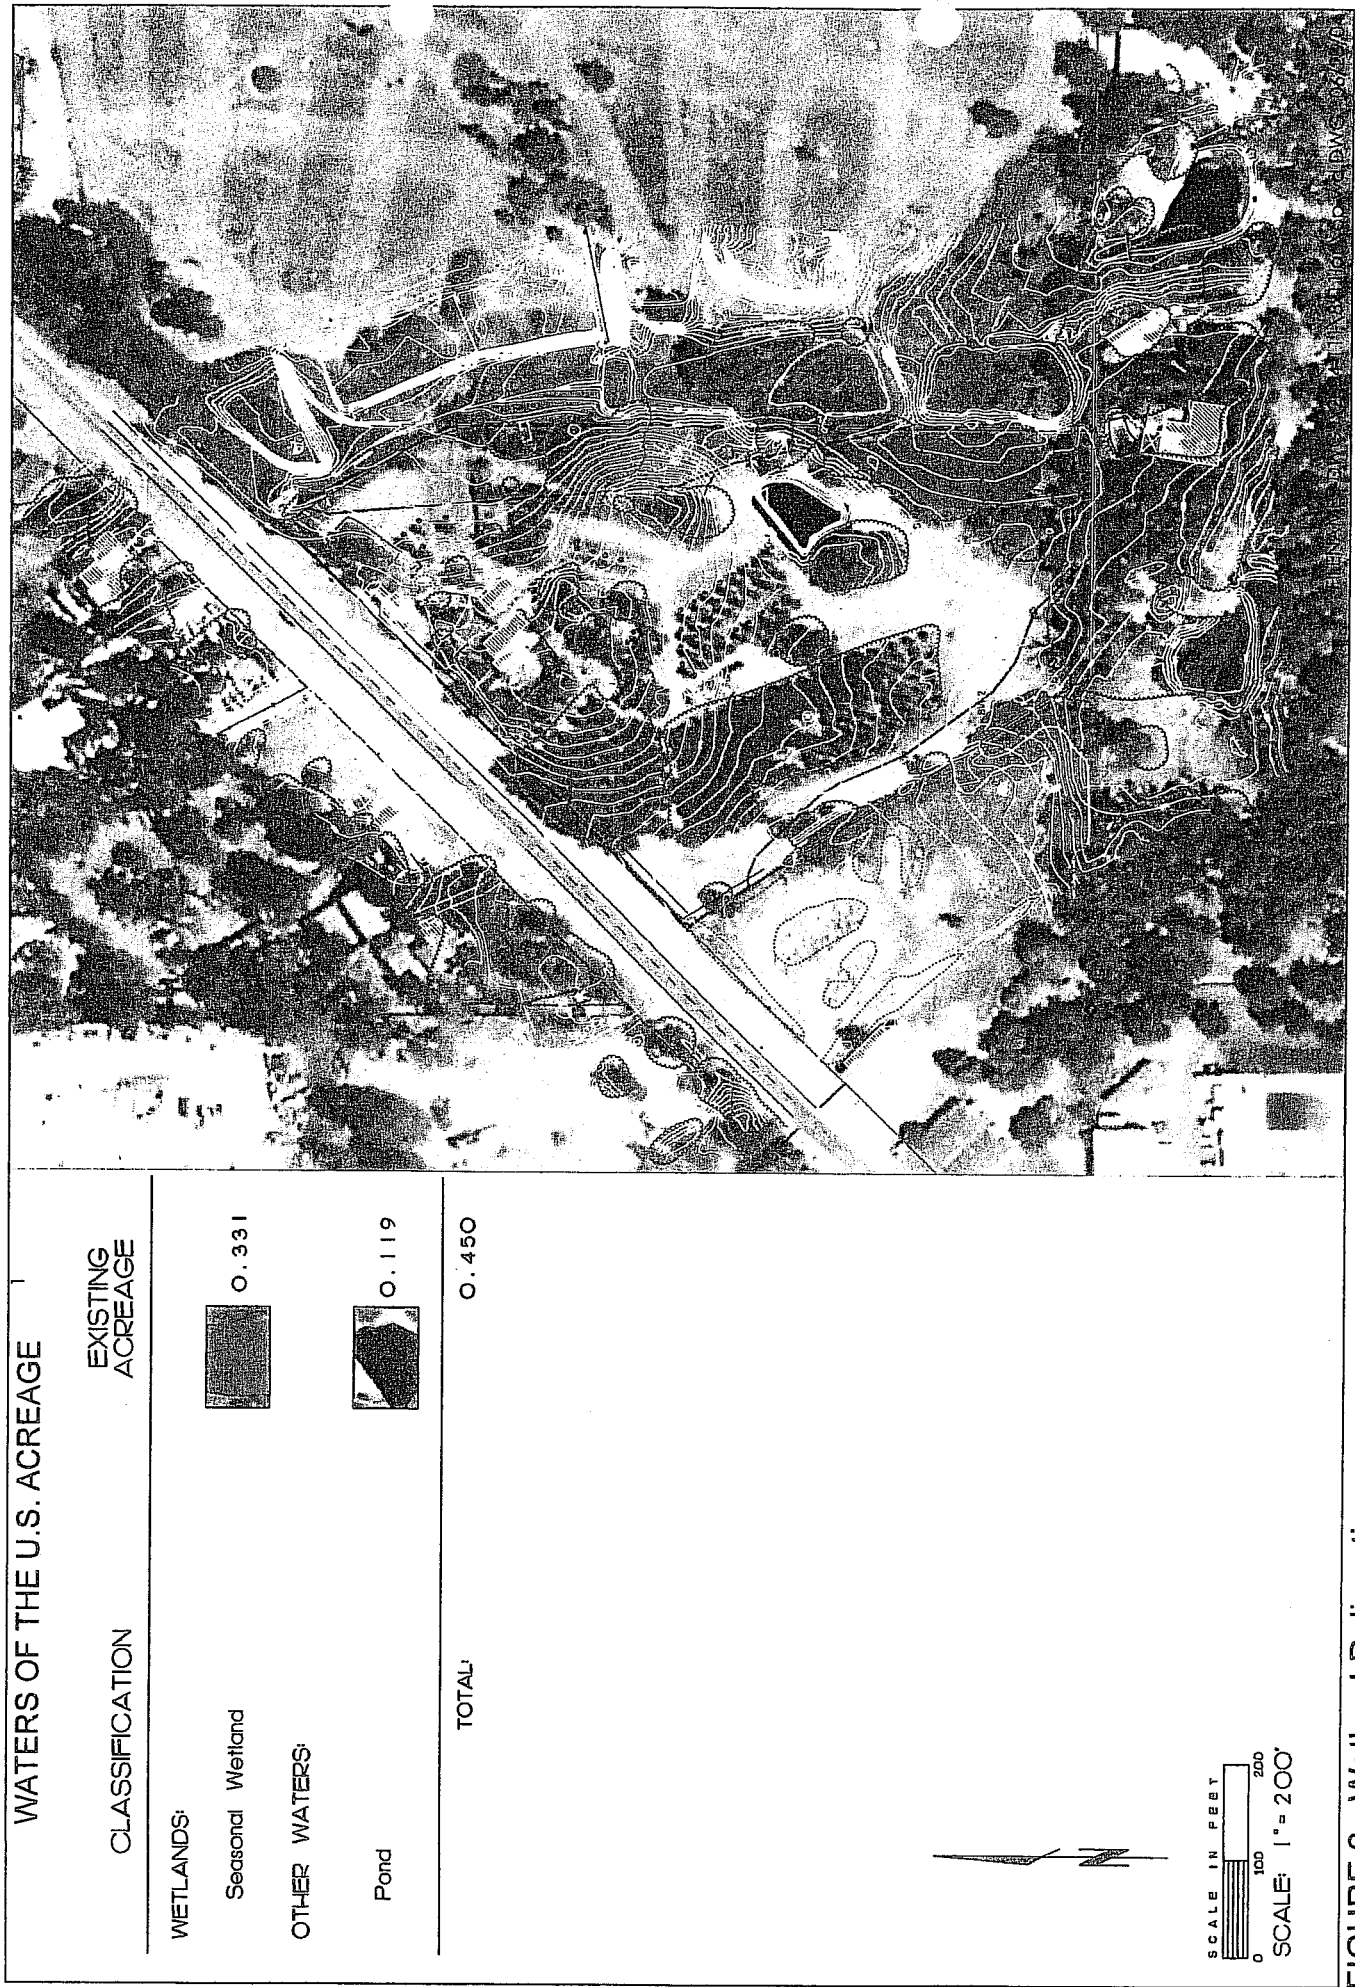 WATERS OF THE U.S. ACREAGE 1
CLASSIFICATION
EXISTING
ACREAGE
WETLANDS:
Seasonal Wetland 0.331
OTHER WATERS:
Pond 0.119
TOTAL: 0.450
SCALE IN FEET
0 100 200
SCALE: 1"=200'